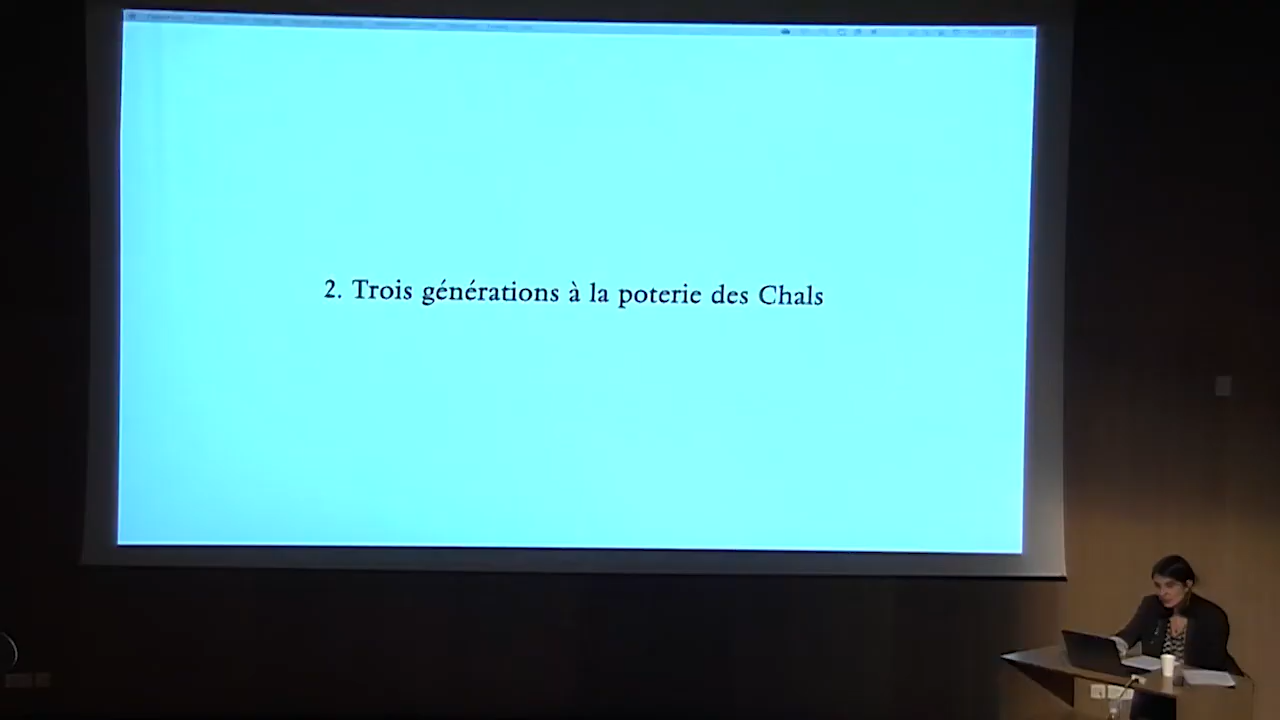 2. Trois générations à la poterie des Chals